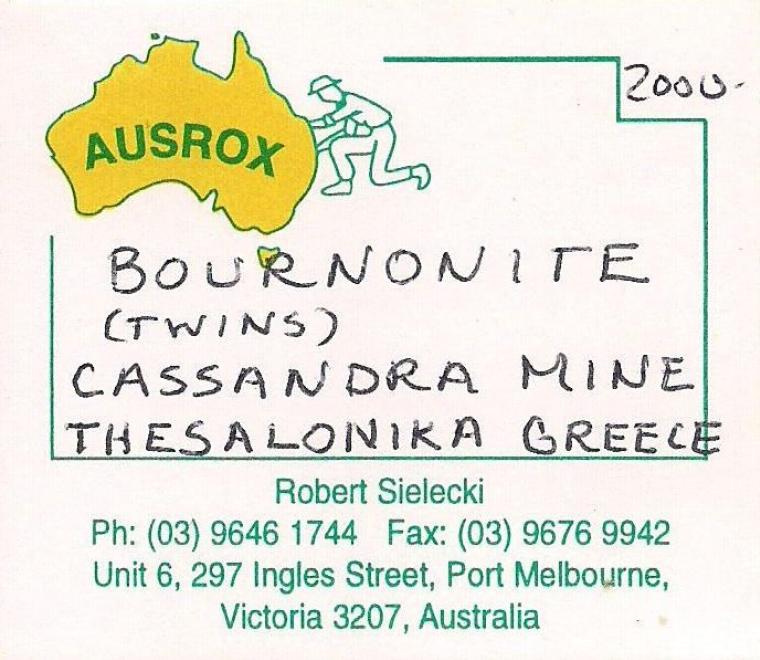 AUSROX
2000-
BOURNONITE
(TWINS)
CASSANDRA MINE
THESALONIKA GREECE
Robert Sielecki
Ph: (03) 9646 1744 Fax: (03) 9676 9942
Unit 6, 297 Ingles Street, Port Melbourne,
Victoria 3207, Australia